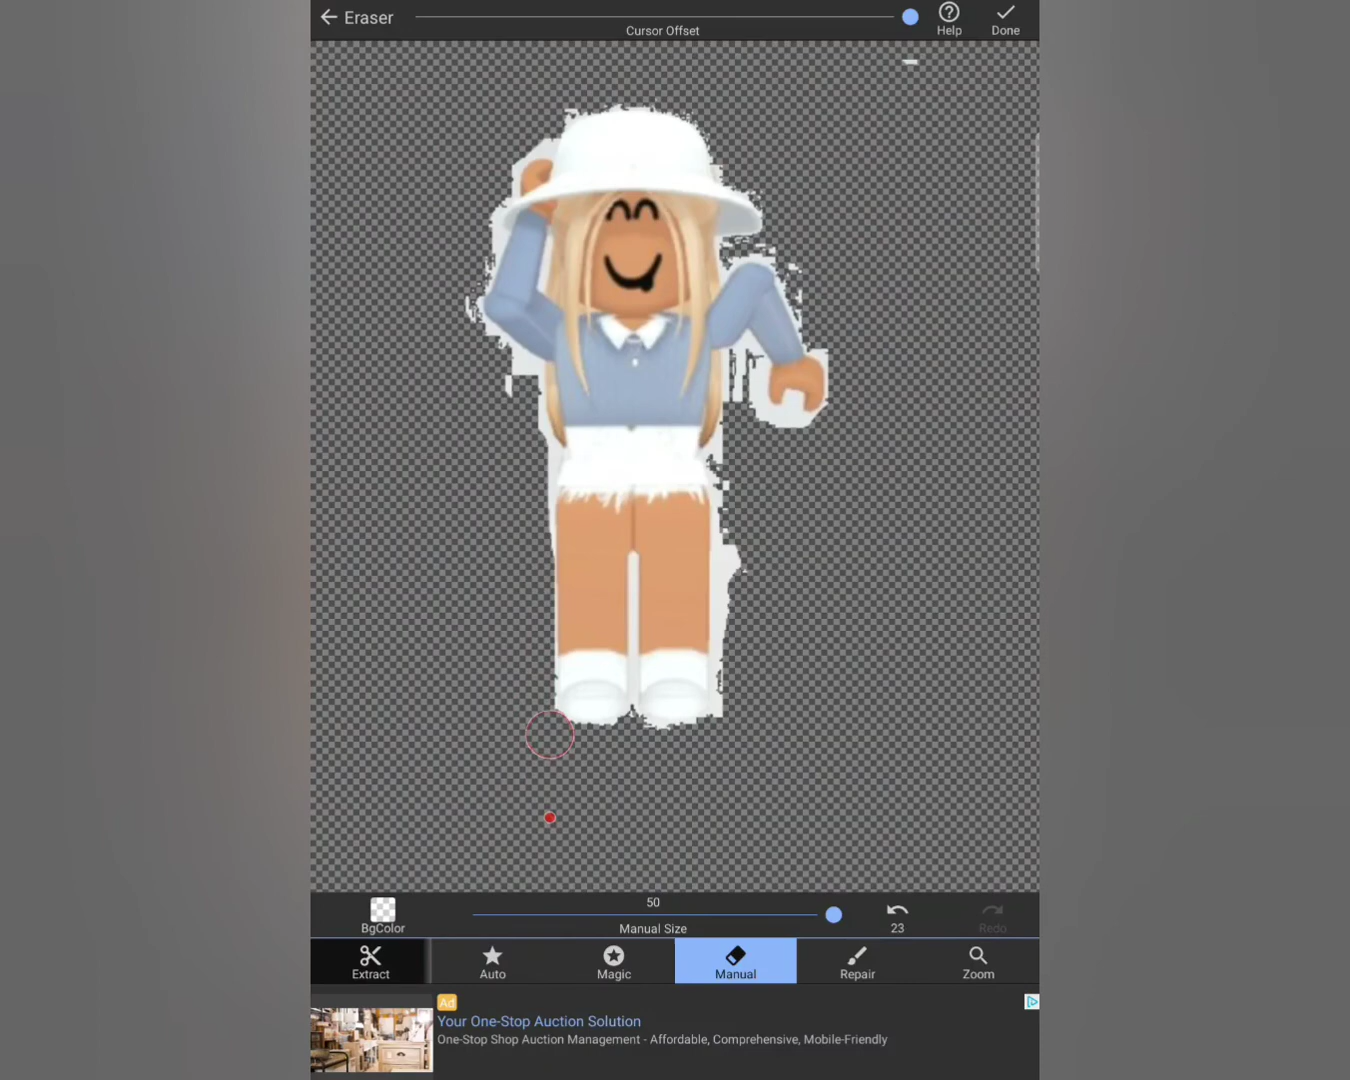 Eraser
Cursor Offset
Help
Done
50
BgColor
Manual Size
23
Redo
Extract
Auto
Magic
Manual
Repair
Zoom
Ad
Your One-Stop Auction Solution
One-Stop Shop Auction Management - Affordable, Comprehensive, Mobile-Friendly